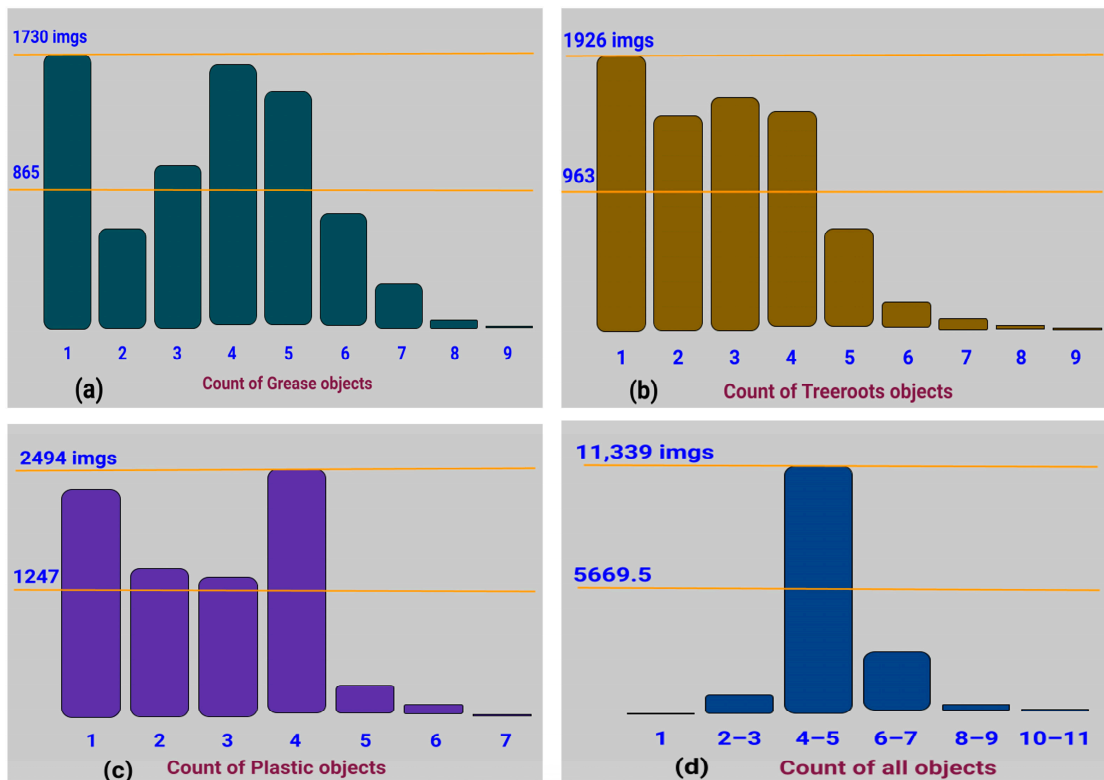 1730 imgs
865
1 2 3 4 5 6 7 8 9
(a)
Count of Grease objects
1926 imgs
963
1 2 3 4 5 6 7 8 9
(b)
Count of Treeroots objects
2494 imgs
1247
1 2 3 4 5 6 7
(c)
Count of Plastic objects
11,339 imgs
5669.5
1 2–3 4–5 6–7 8–9 10–11
(d)
Count of all objects